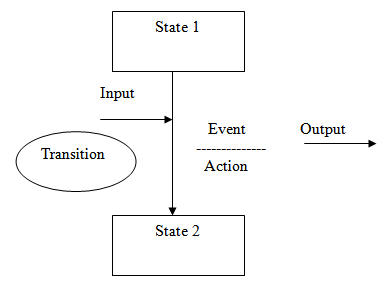 State 1
Input
Event
Output
Transition
Action
State 2